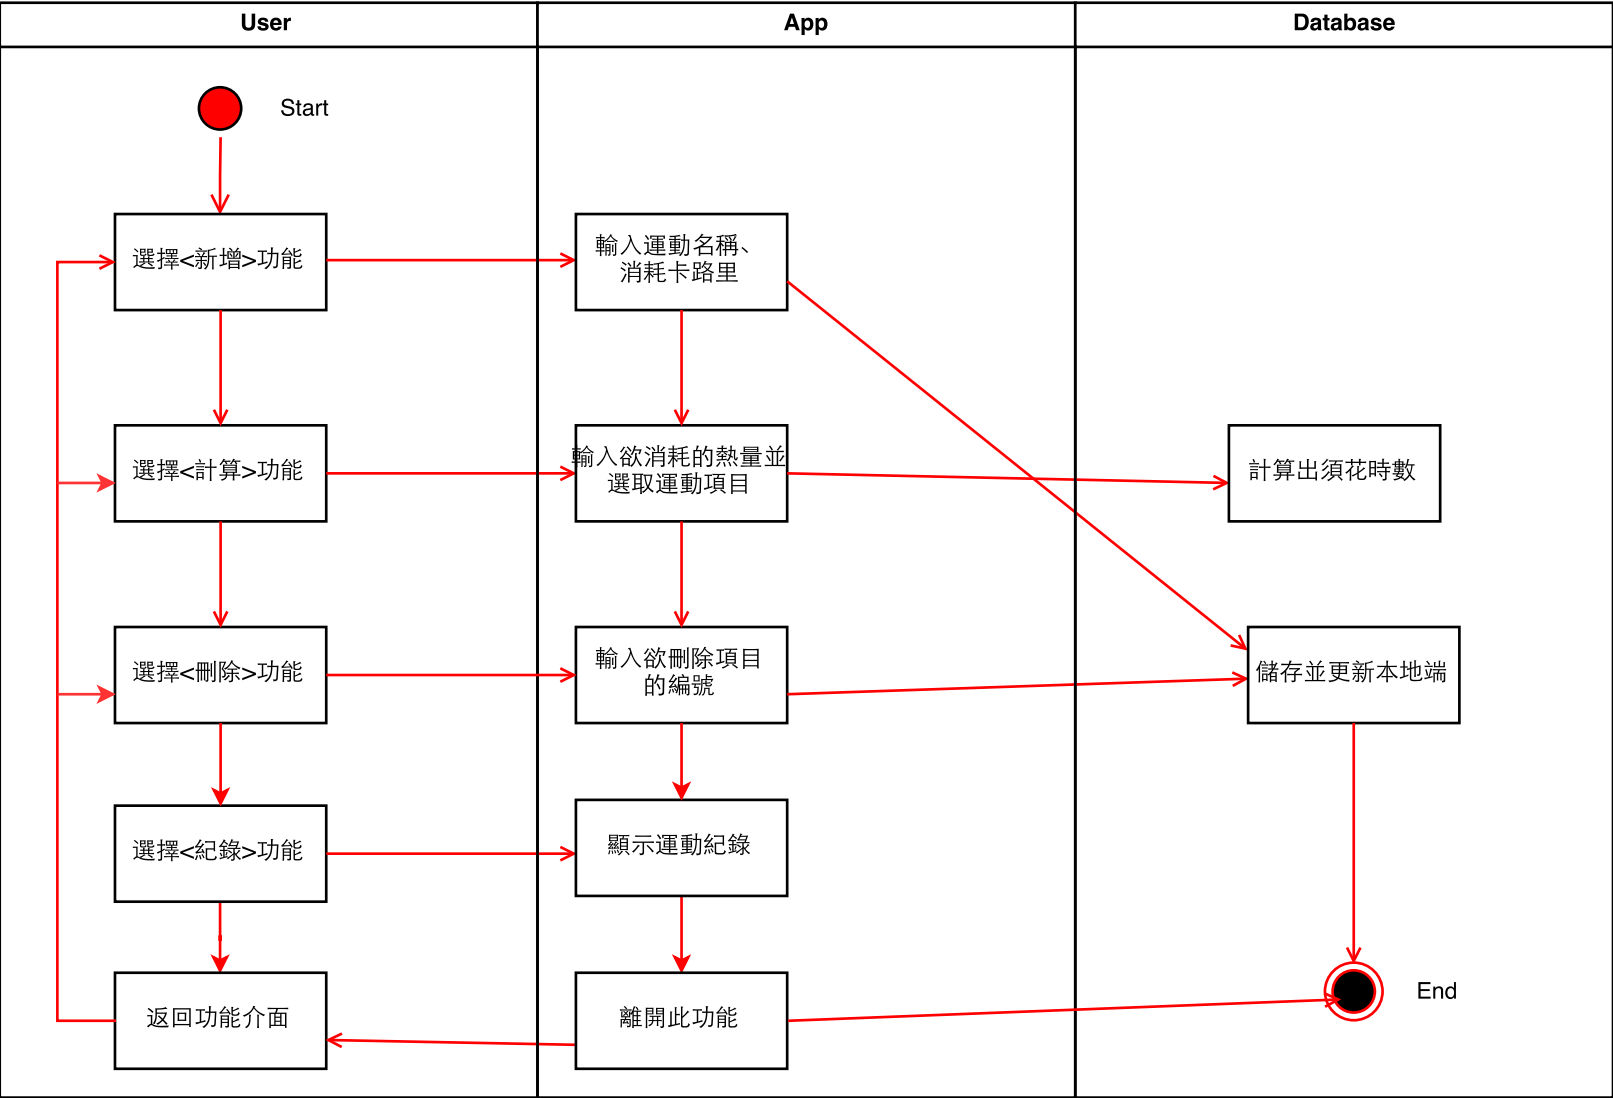 User
App
Database
Start
選擇<新增>功能
輸入運動名稱、
消耗卡路里
選擇<計算>功能
輸入欲消耗的熱量並
選取運動項目
計算出須花時數
選擇<刪除>功能
輸入欲刪除項目
的編號
儲存並更新本地端
選擇<紀錄>功能
顯示運動紀錄
返回功能介面
離開此功能
End